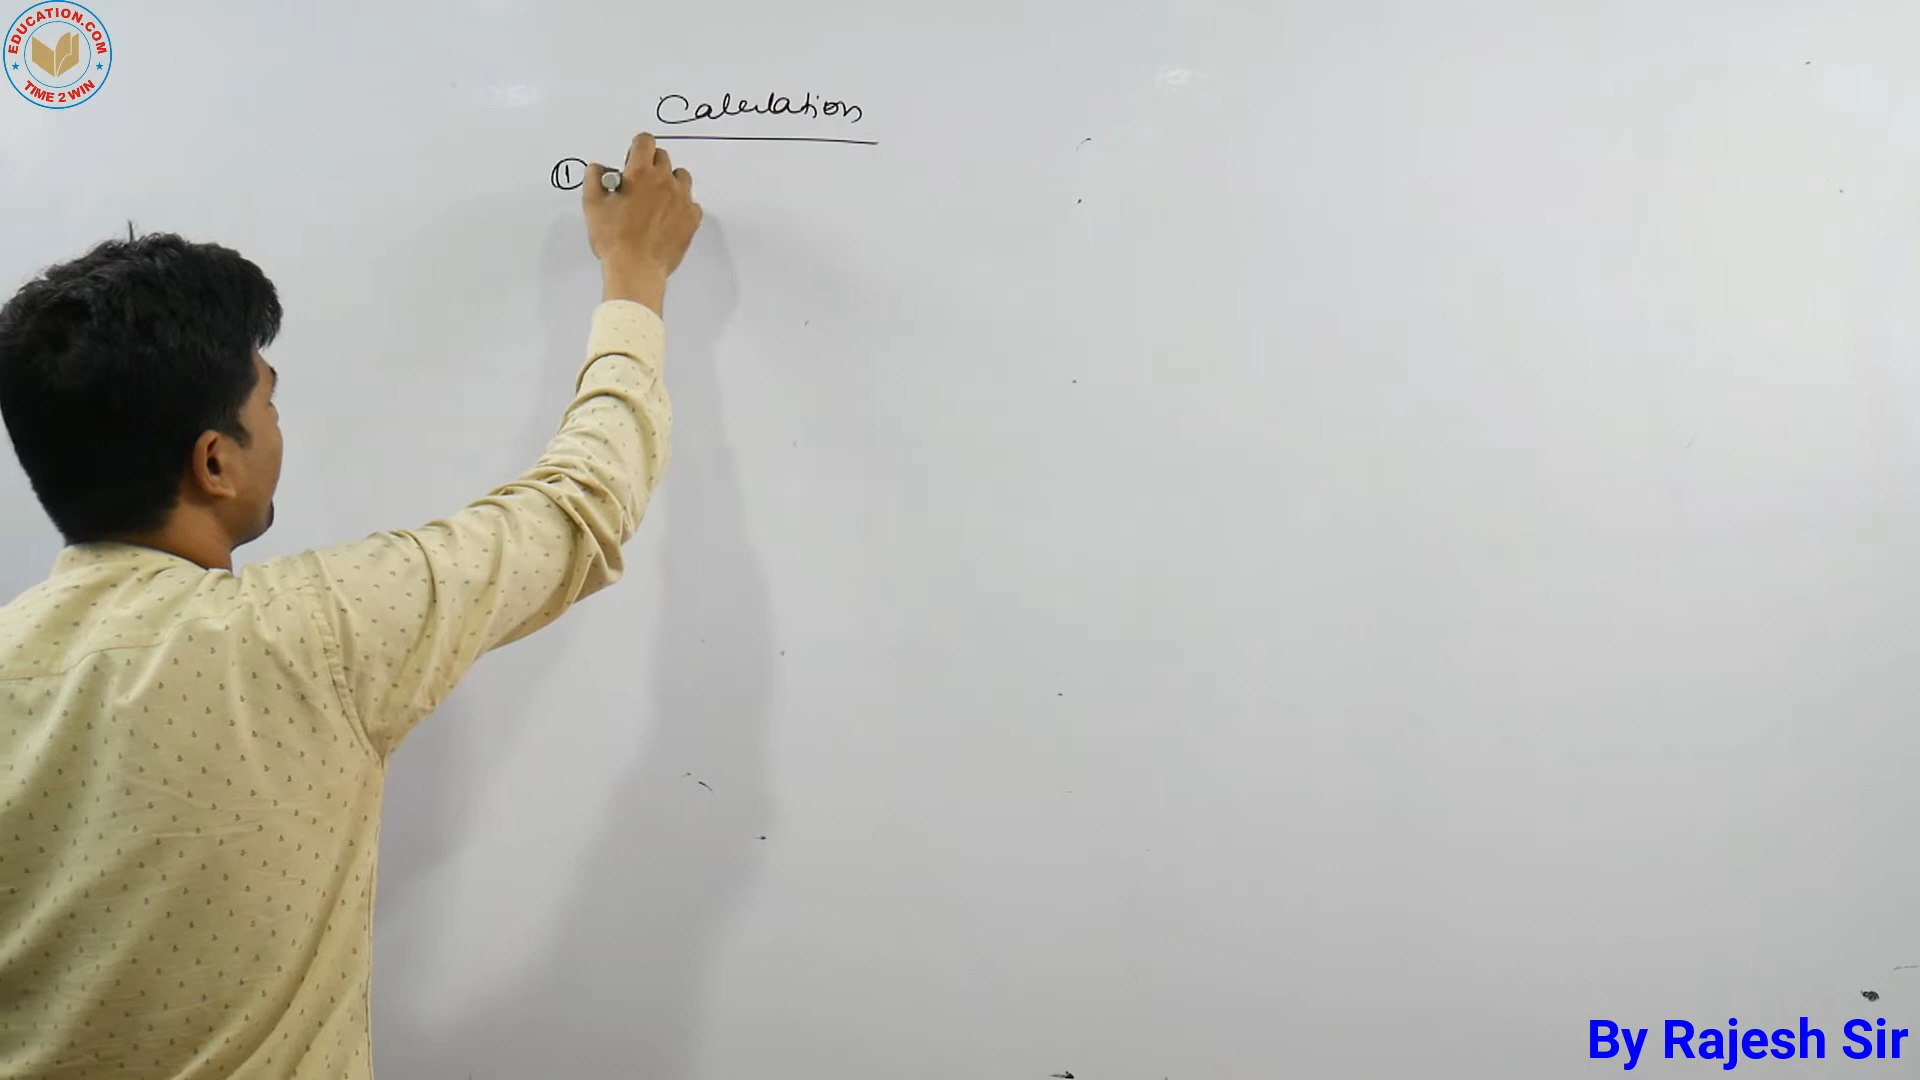 EDUCATION.COM
TIME 2 WIN
Calculation
1
By Rajesh Sir